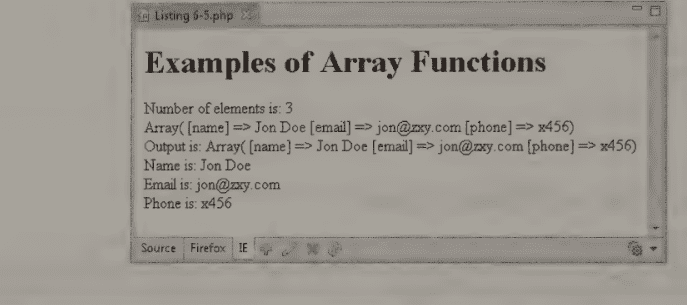 Listing 6-5.php
Examples of Array Functions
Number of elements is: 3
Array( [name] => Jon Doe [email] => jon@zxy.com [phone] => x456)
Output is: Array( [name] => Jon Doe [email] => jon@zxy.com [phone] => x456)
Name is: Jon Doe
Email is: jon@zxy.com
Phone is: x456
Source Firefox IE